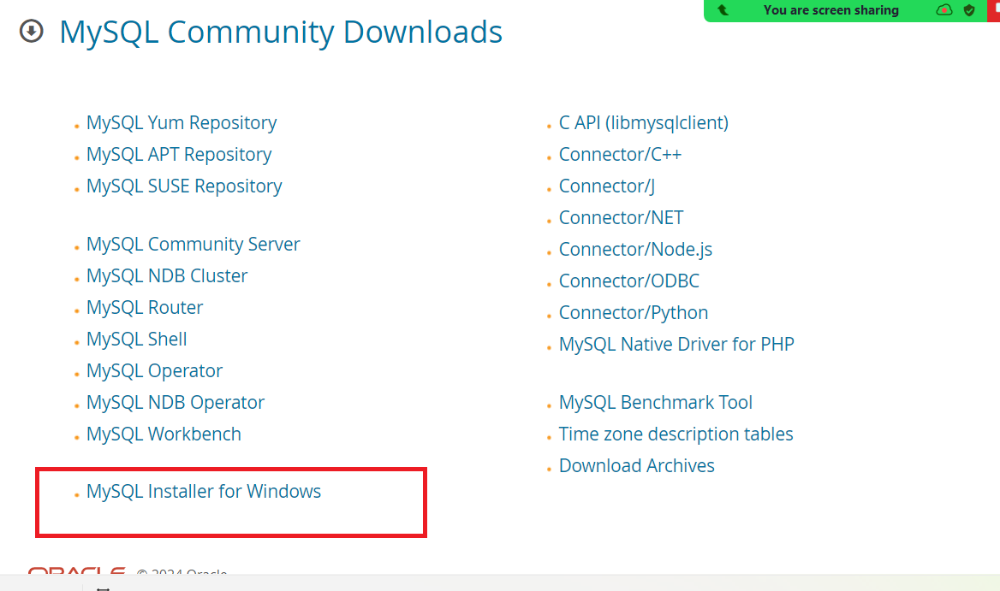 You are screen sharing
MySQL Community Downloads
MySQL Yum Repository
MySQL APT Repository
MySQL SUSE Repository
MySQL Community Server
MySQL NDB Cluster
MySQL Router
MySQL Shell
MySQL Operator
MySQL NDB Operator
MySQL Workbench
MySQL Installer for Windows
C API (libmysqlclient)
Connector/C++
Connector/J
Connector/NET
Connector/Node.js
Connector/ODBC
Connector/Python
MySQL Native Driver for PHP
MySQL Benchmark Tool
Time zone description tables
Download Archives
ORACLE © 2024 Oracle